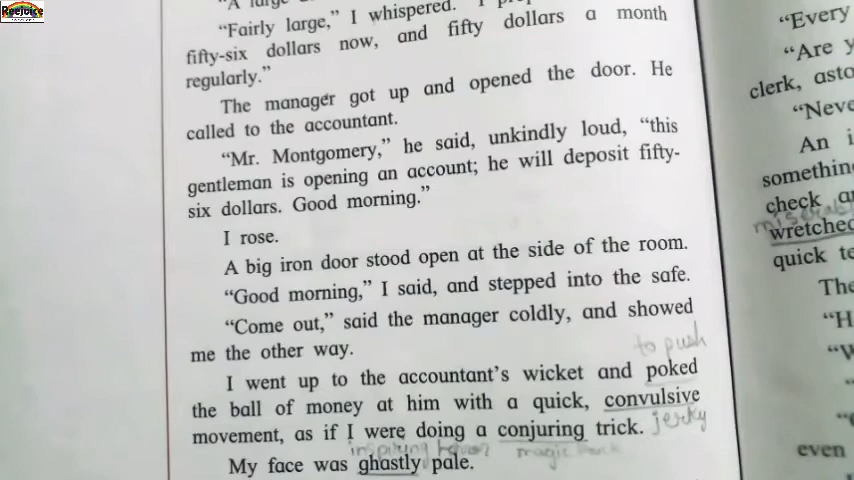 Reejoice
"A large
"Fairly large," I whispered.
fifty-six dollars now, and fifty dollars a month
regularly."
The manager got up and opened the door. He
called to the accountant.
"Mr. Montgomery," he said, unkindly loud, "this
gentleman is opening an account; he will deposit fifty-
six dollars. Good morning."
I rose.
A big iron door stood open at the side of the room.
"Good morning," I said, and stepped into the safe.
"Come out," said the manager coldly, and showed
me the other way.
to push
I went up to the accountant's wicket and poked
the ball of money at him with a quick, convulsive
jerky
movement, as if I were doing a conjuring trick.
inspiring horror magic
My face was ghastly pale.
"Every
"Are
clerk,
"Neve
An
somethin
check
wretched
quick
The
"H
even